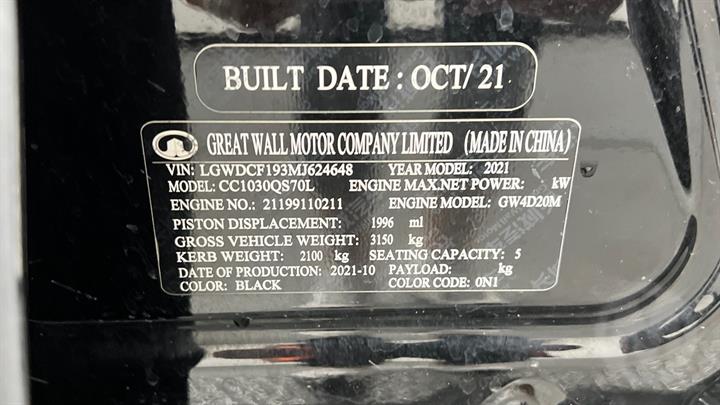 BUILT DATE : OCT/ 21
GREAT WALL MOTOR COMPANY LIMITED (MADE IN CHINA)
VIN: LGWDCF193MJ624648 YEAR MODEL: 2021
MODEL: CC1030QS70L ENGINE MAX.NET POWER: kW
ENGINE NO.: 21199110211 ENGINE MODEL: GW4D20M
PISTON DISPLACEMENT: 1996 ml
GROSS VEHICLE WEIGHT: 3150 kg
KERB WEIGHT: 2100 kg SEATING CAPACITY: 5
DATE OF PRODUCTION: 2021-10 PAYLOAD: kg
COLOR: BLACK COLOR CODE: 0N1